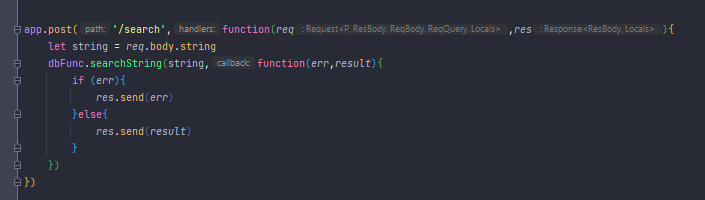 app.post( path: '/search', handlers: function(req : Request<P, ResBody, ReqBody, ReqQuery, Locals> ,res : Response<ResBody, Locals> ){
let string = req.body.string
dbFunc.searchString(string, callback: function(err,result){
if (err){
res.send(err)
}else{
res.send(result)
}
})
})